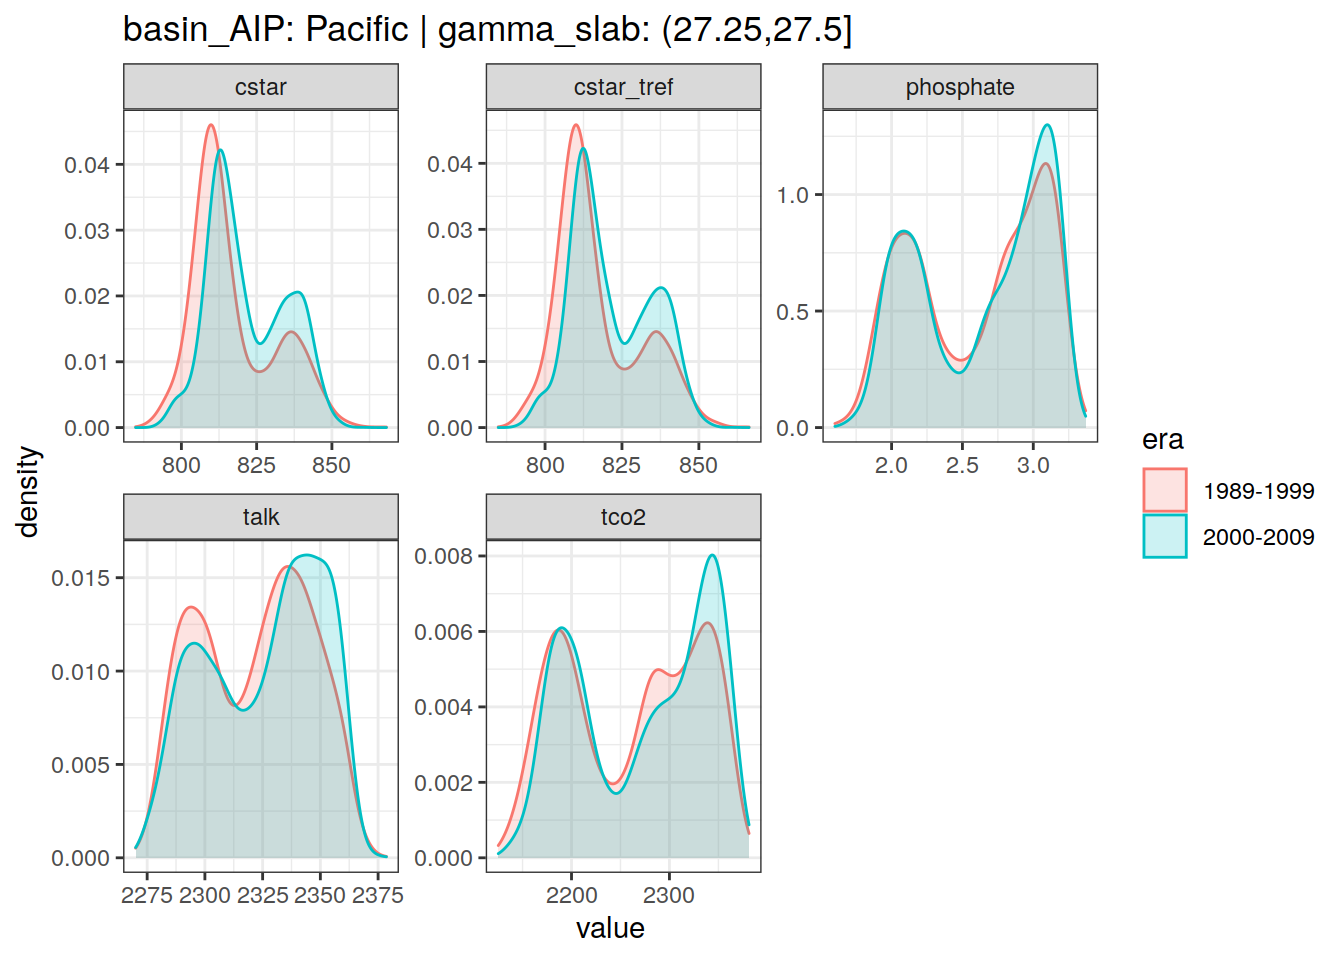 basin_AIP: Pacific | gamma_slab: (27.25,27.5]
cstar
cstar_tref
phosphate
0.04
0.03
0.02
0.01
0.00
800 825 850
0.04
0.03
0.02
0.01
0.00
800 825 850
1.0
0.5
0.0
2.0 2.5 3.0
talk
tco2
0.015
0.010
0.005
0.000
2275 2300 2325 2350 2375
0.008
0.006
0.004
0.002
0.000
2200 2300
density
value
era
1989-1999
2000-2009